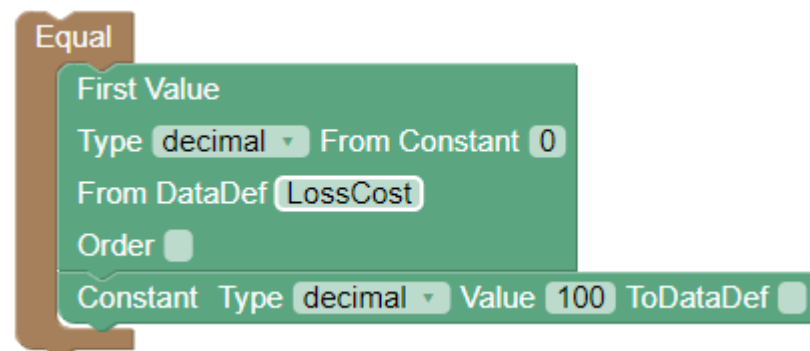 Equal
First Value
Type decimal From Constant 0
From DataDef LossCost
Order
Constant Type decimal Value 100 ToDataDef